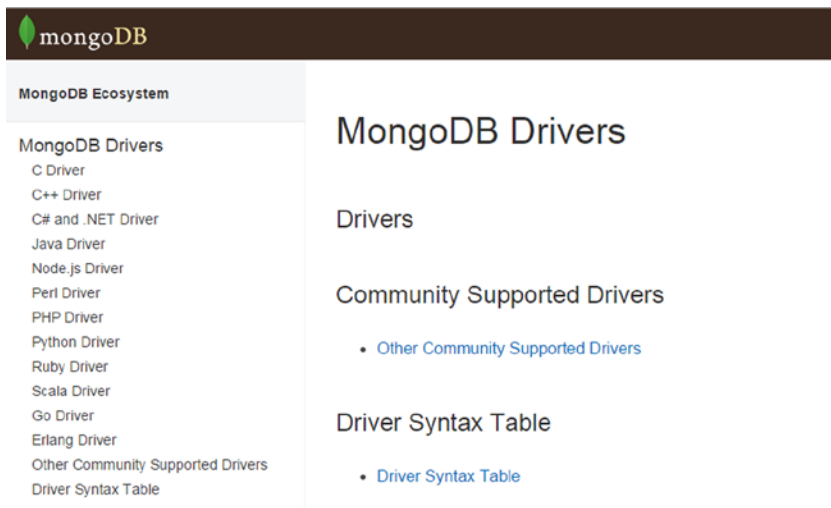 mongoDB
MongoDB Ecosystem
MongoDB Drivers
C Driver
C++ Driver
C# and .NET Driver
Java Driver
Node.js Driver
Perl Driver
PHP Driver
Python Driver
Ruby Driver
Scala Driver
Go Driver
Erlang Driver
Other Community Supported Drivers
Driver Syntax Table
MongoDB Drivers
Drivers
Community Supported Drivers
• Other Community Supported Drivers
Driver Syntax Table
• Driver Syntax Table